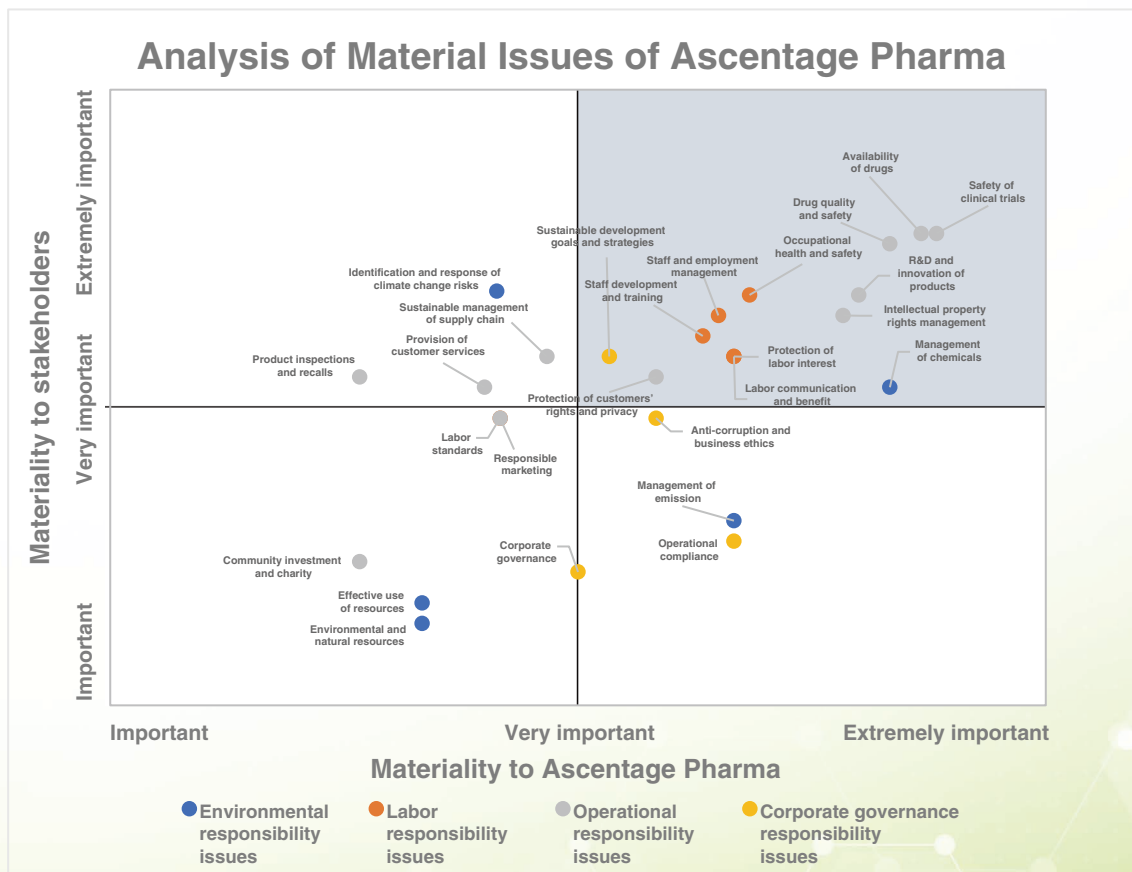 Analysis of Material Issues of Ascentage Pharma
Materiality to stakeholders
Extremely important
Very important
Important
Availability
of drugs
Safety of
clinical trials
Drug quality
and safety
Sustainable development
goals and strategies
Occupational
health and safety
Staff and employment
management
R&D and
innovation of
products
Identification and response of
climate change risks
Staff development
and training
Sustainable management
of supply chain
Intellectual property
rights management
Provision of
customer services
Management
of chemicals
Product inspections
and recalls
Protection of
labor interest
Labor communication
and benefit
Protection of customers’
rights and privacy
Anti-corruption and
business ethics
Labor
standards
Responsible
marketing
Management of
emission
Operational
compliance
Corporate
governance
Community investment
and charity
Effective use
of resources
Environmental and
natural resources
Important
Very important
Extremely important
Materiality to Ascentage Pharma
Environmental
responsibility
issues
Labor
responsibility
issues
Operational
responsibility
issues
Corporate governance
responsibility
issues